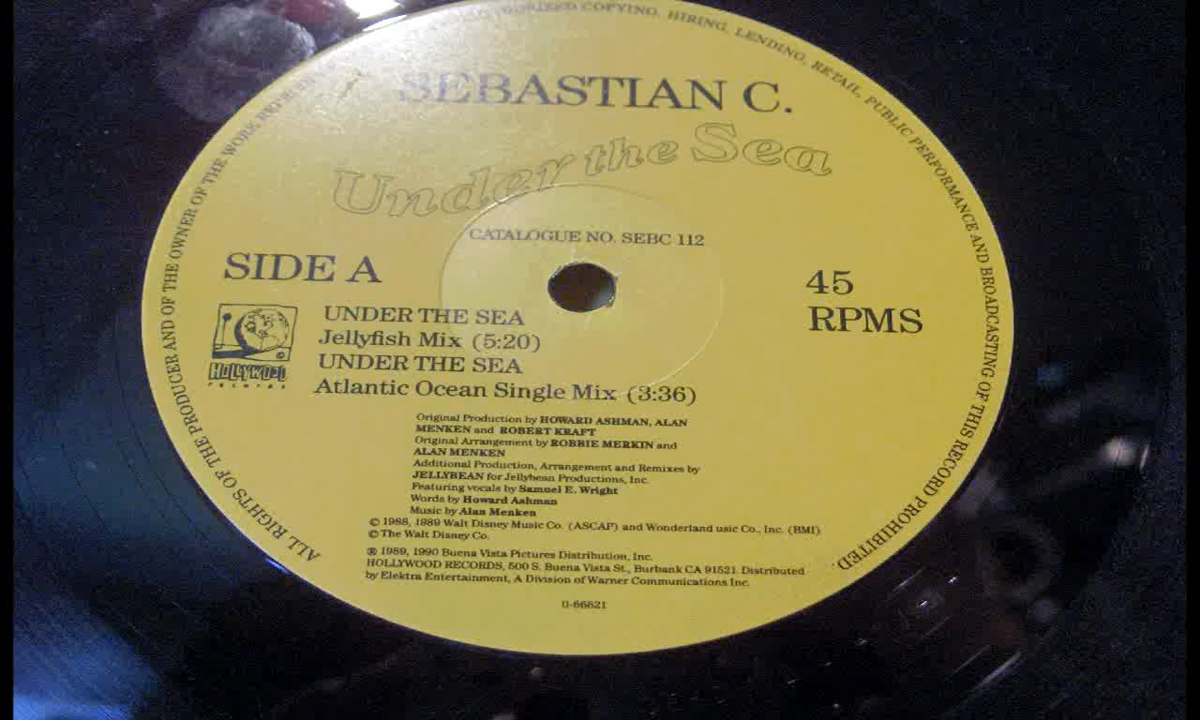 SEBASTIAN C.
Under the Sea
CATALOGUE NO. SEBC 112
SIDE A
45
RPMS
UNDER THE SEA
Jellyfish Mix (5:20)
UNDER THE SEA
Atlantic Ocean Single Mix (3:36)
HOLLYWOOD
RECORDS
Original Production by HOWARD ASHMAN, ALAN
MENKEN and ROBERT KRAFT
Original Arrangement by ROBBIE MERKIN and
ALAN MENKEN
Additional Production, Arrangement and Remixes by
JELLYBEAN for Jellybean Productions, Inc.
Featuring vocals by Samuel E. Wright
Words by Howard Ashman
Music by Alan Menken
© 1988, 1989 Walt Disney Music Co. (ASCAP) and Wonderland usic Co., Inc. (BMI)
© The Walt Disney Co.
® 1989, 1990 Buena Vista Pictures Distribution, Inc.
HOLLYWOOD RECORDS, 500 S. Buena Vista St., Burbank CA 91521. Distributed
by Elektra Entertainment, A Division of Warner Communications Inc.
0-66621
ALL RIGHTS OF THE PRODUCER AND OF THE OWNER OF THE WORK COPYING, HIRING, LENDING, RETAIL, PUBLIC PERFORMANCE AND BROADCASTING OF THIS RECORD PROHIBITED